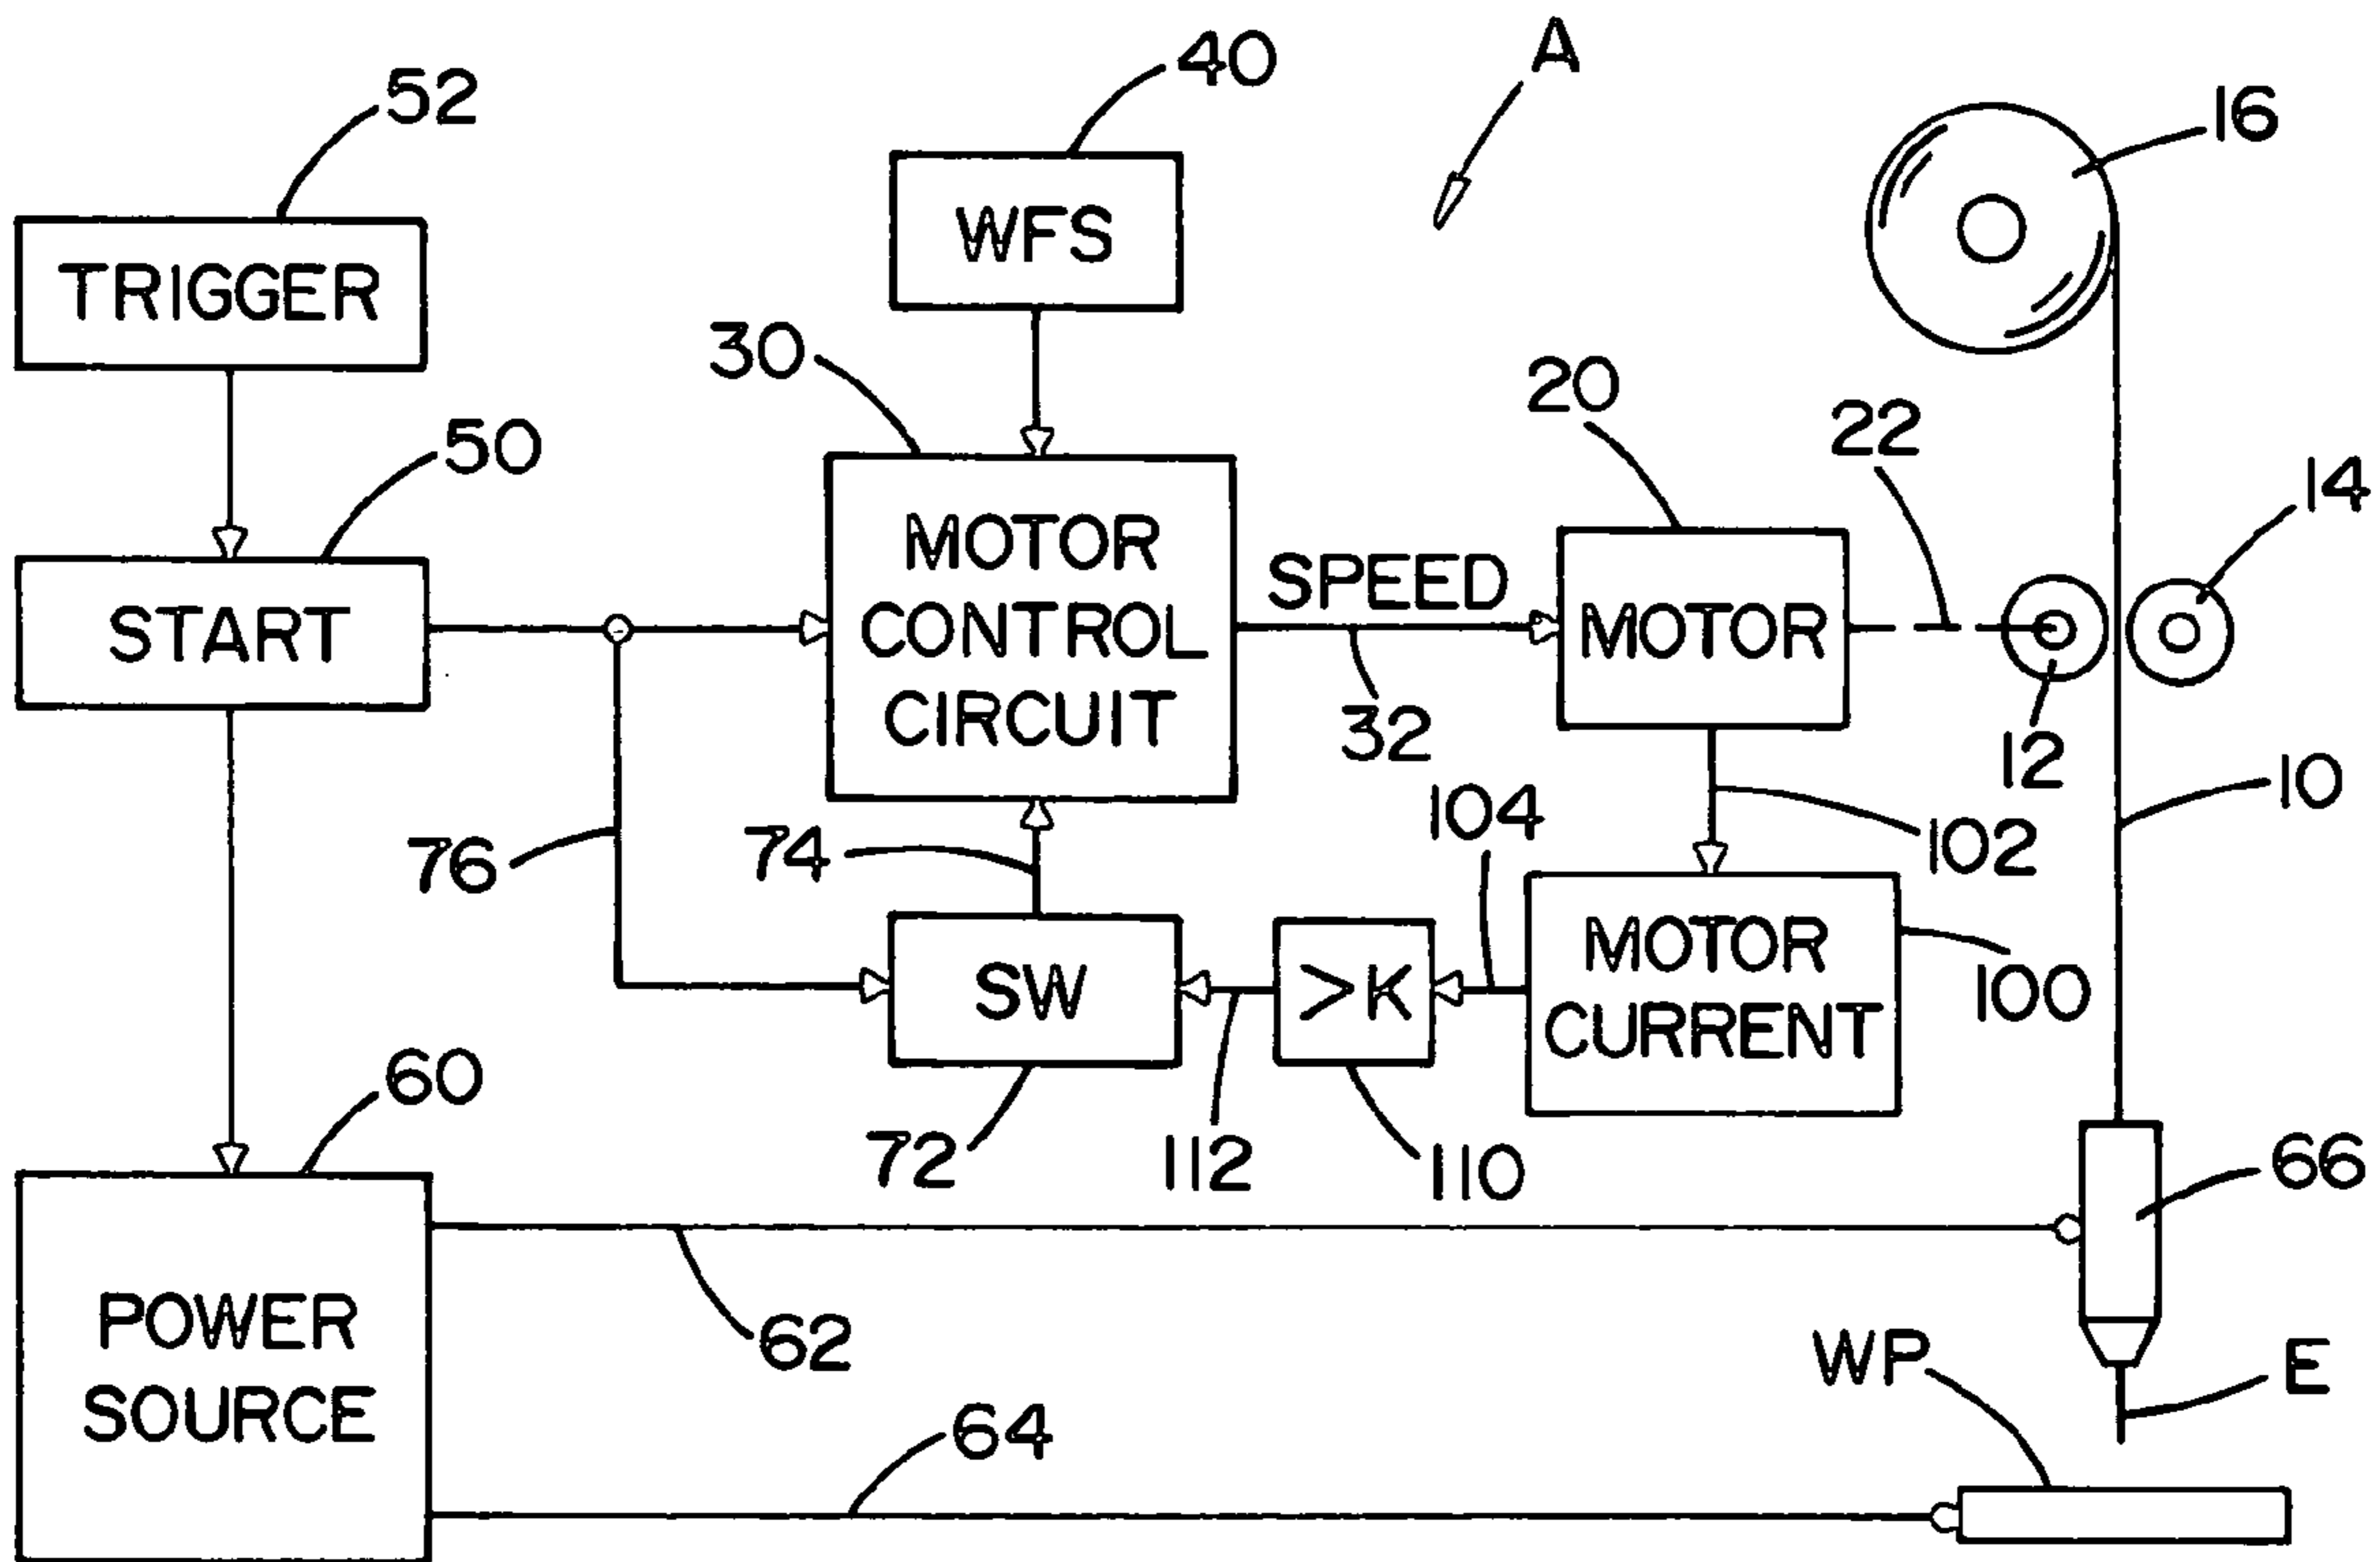 A
40
52
16
WFS
TRIGGER
30
20
22
50
14
MOTOR
CONTROL
CIRCUIT
SPEED
MOTOR
START
32
12
10
104
76
74
102
MOTOR
CURRENT
SW
>K
100
60
72
112
110
66
POWER
SOURCE
62
WP
E
64